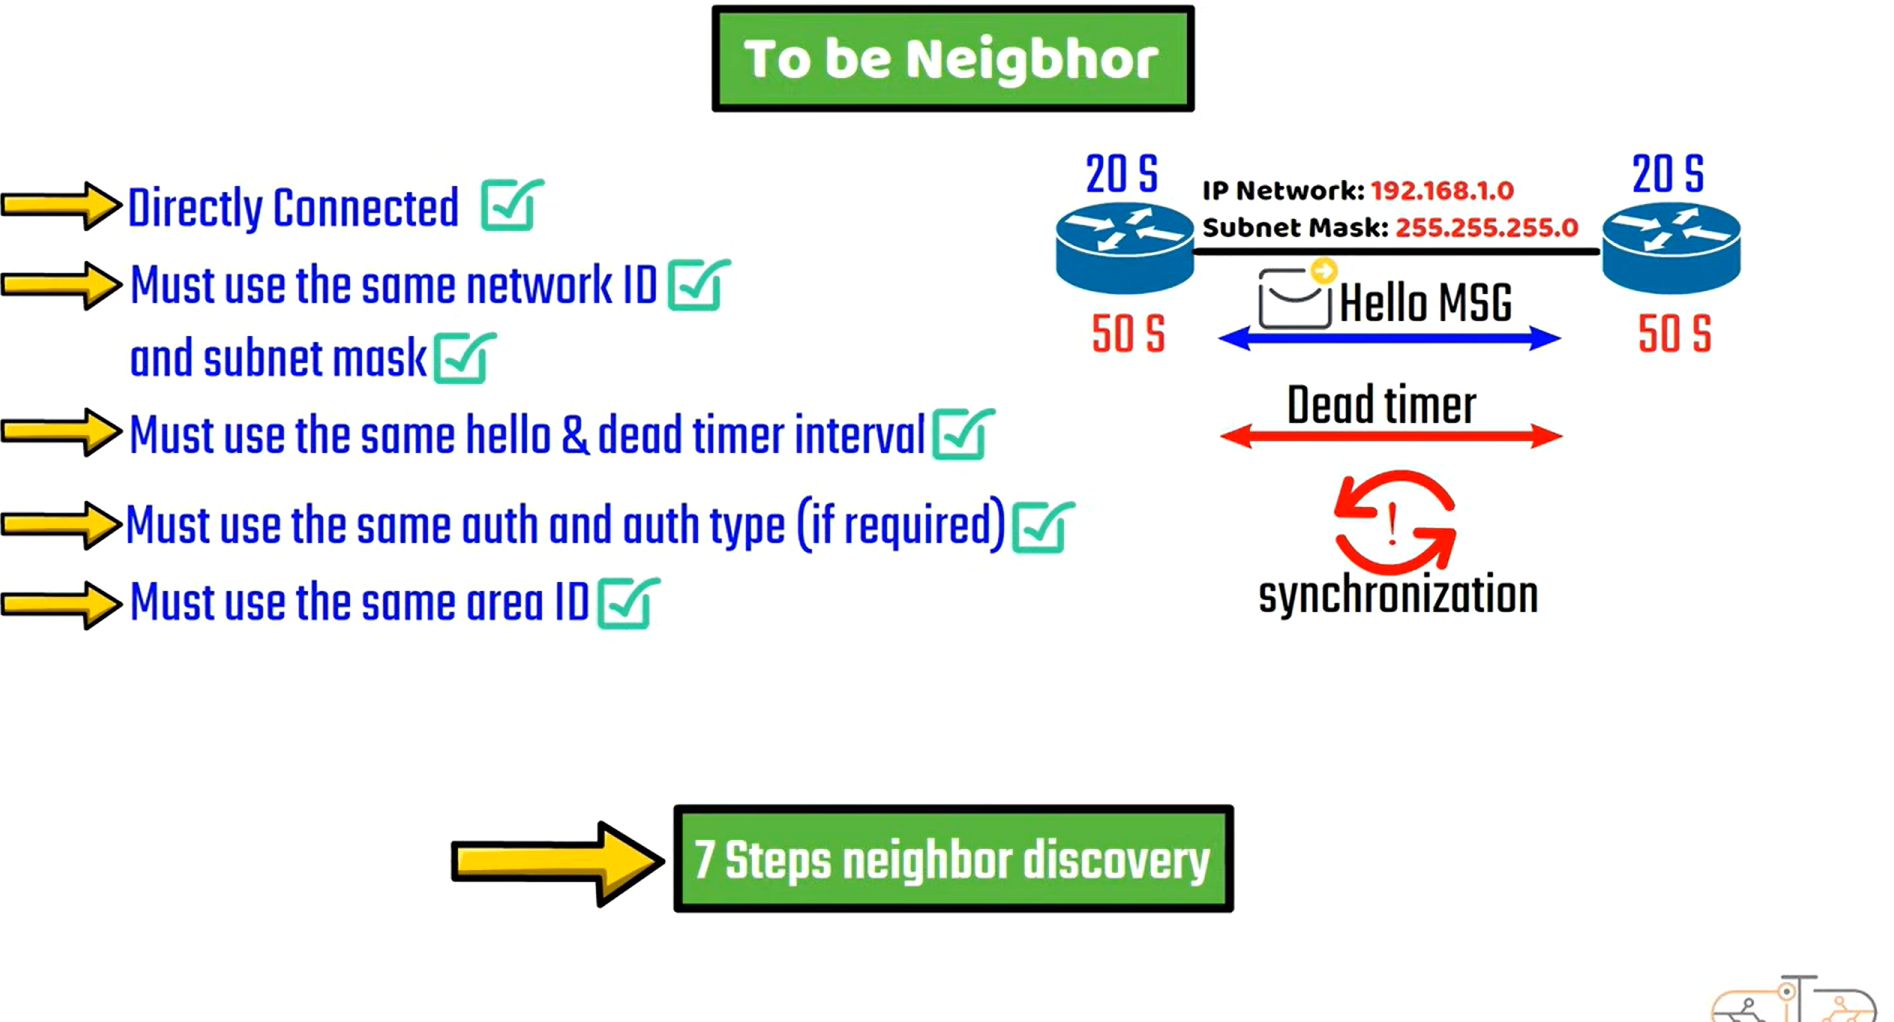 To be Neigbhor
Directly Connected
Must use the same network ID
and subnet mask
Must use the same hello & dead timer interval
Must use the same auth and auth type (if required)
Must use the same area ID
20 S
20 S
IP Network: 192.168.1.0
Subnet Mask: 255.255.255.0
Hello MSG
50 S
50 S
Dead timer
!
synchronization
7 Steps neighbor discovery